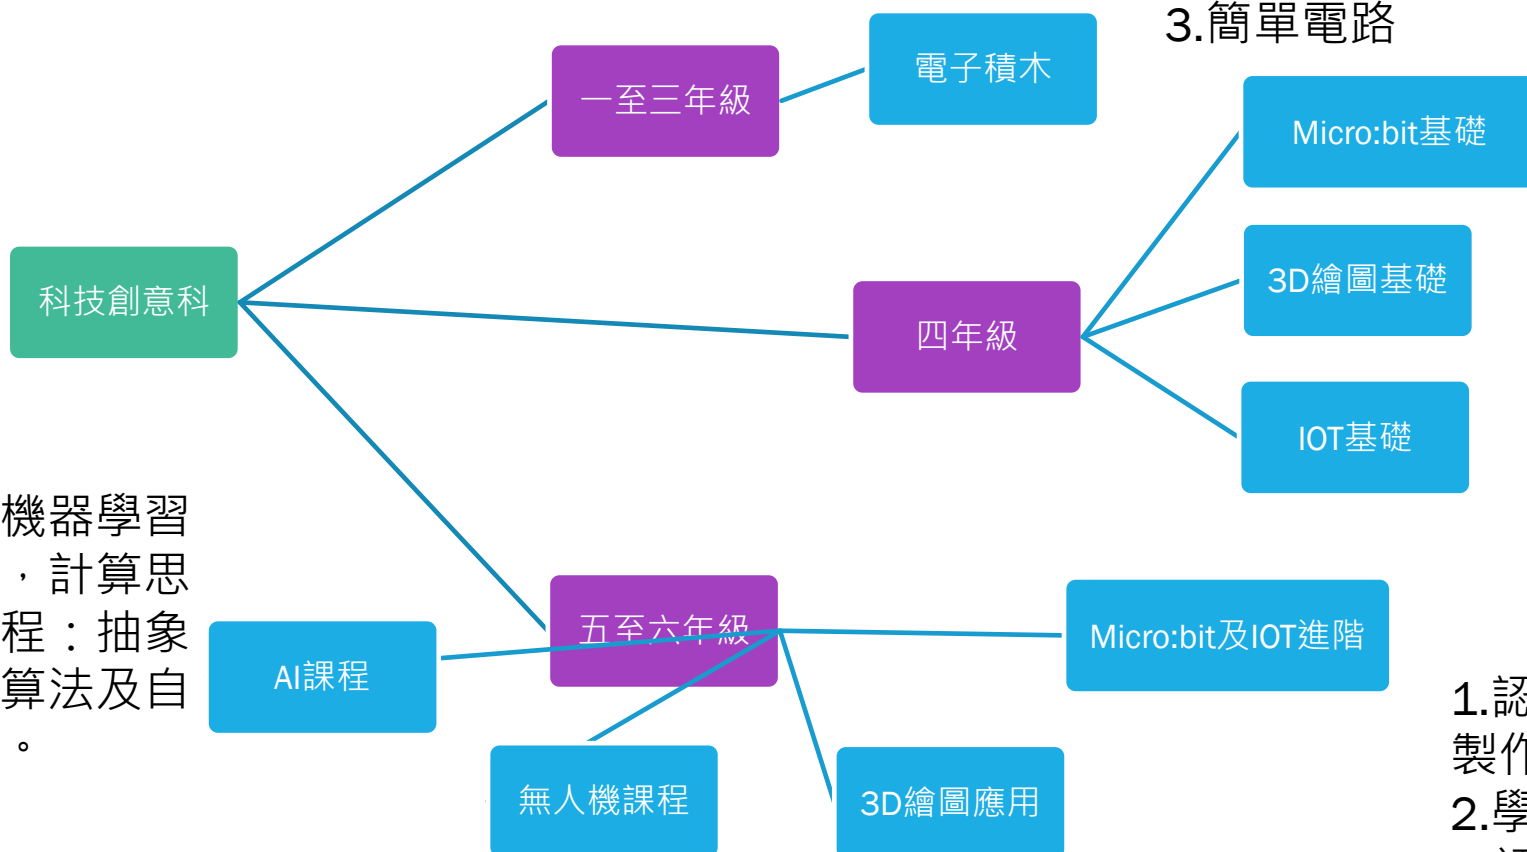 3.簡單電路
電子積木
一至三年級
Micro:bit基礎
3D繪圖基礎
科技創意科
四年級
IOT基礎
機器學習
，計算思
程：抽象
算法及自
。
五至六年級
Micro:bit及IOT進階
AI課程
無人機課程
3D繪圖應用
1.認
製作
2.學